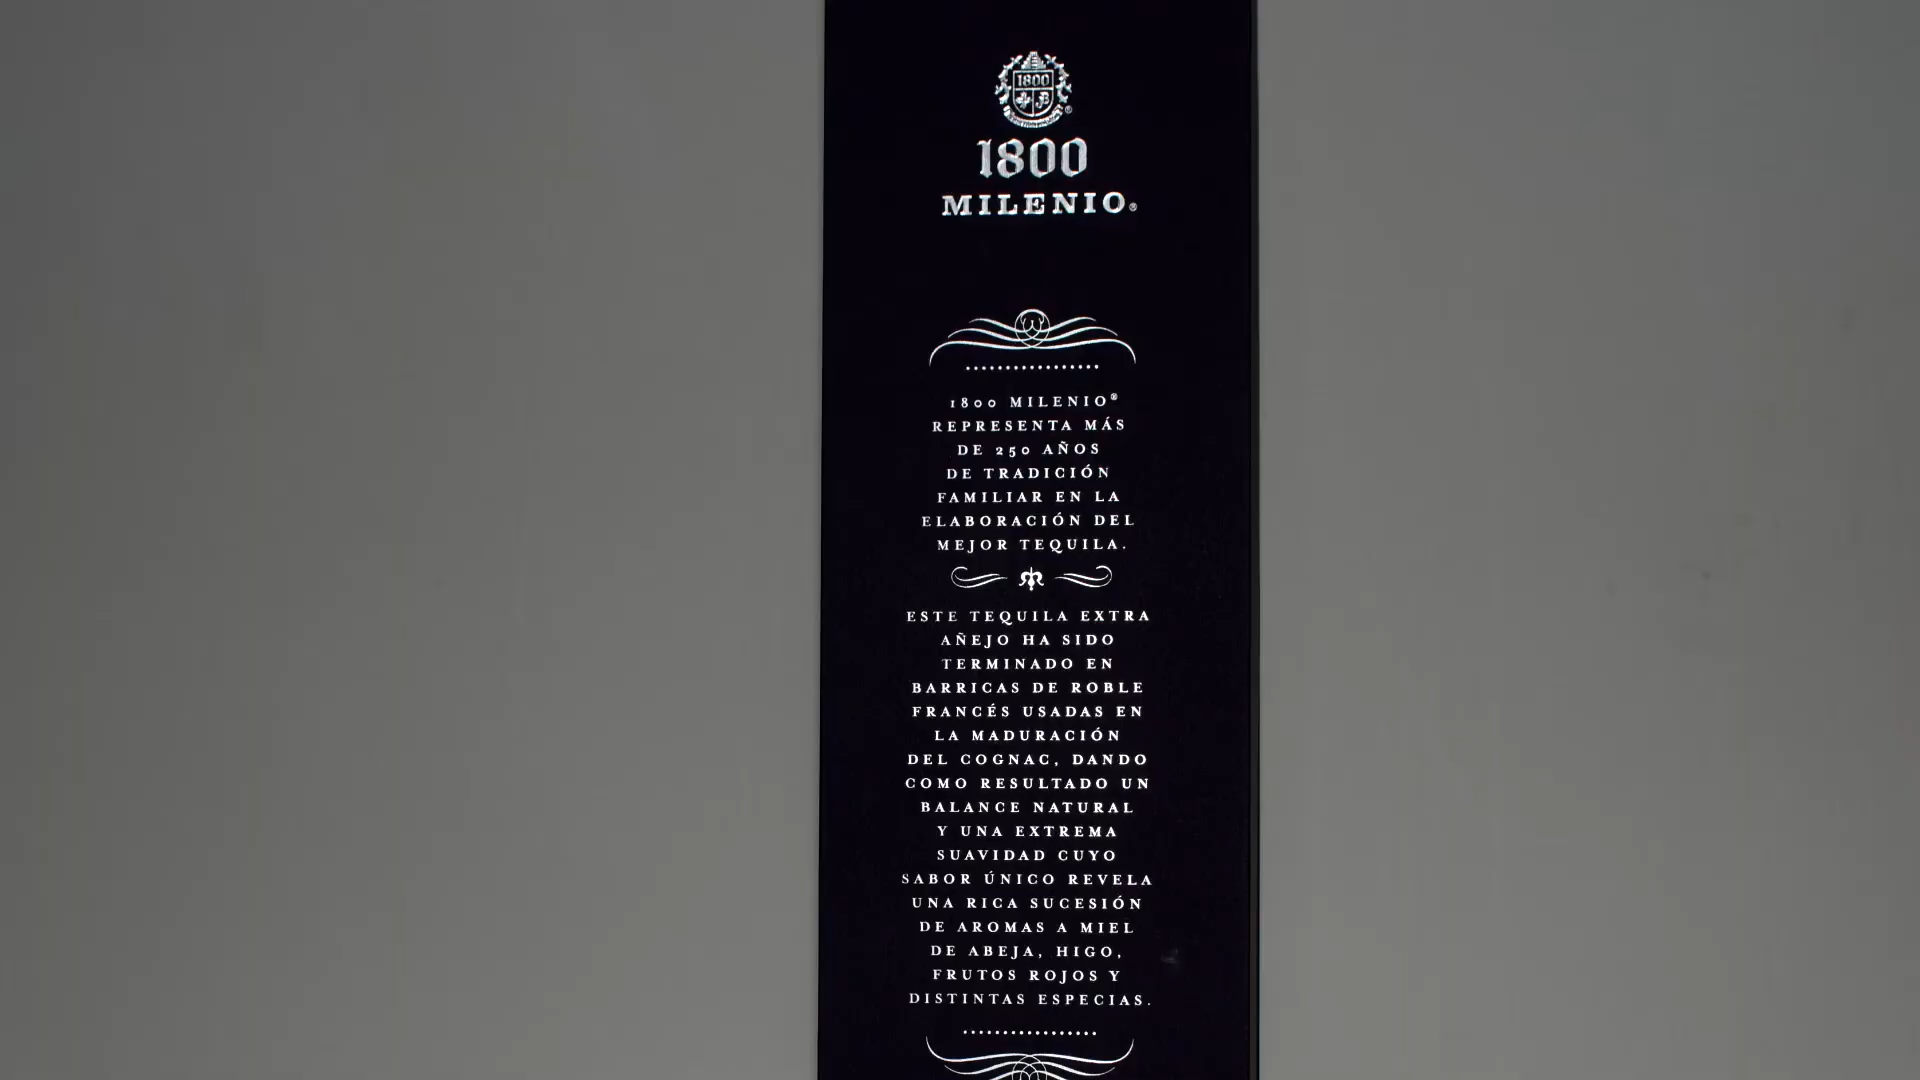 1800
1800
MILENIO®
1800 MILENIO®
REPRESENTA MÁS
DE 250 AÑOS
DE TRADICIÓN
FAMILIAR EN LA
ELABORACIÓN DEL
MEJOR TEQUILA.
ESTE TEQUILA EXTRA
AÑEJO HA SIDO
TERMINADO EN
BARRICAS DE ROBLE
FRANCÉS USADAS EN
LA MADURACIÓN
DEL COGNAC, DANDO
COMO RESULTADO UN
BALANCE NATURAL
Y UNA EXTREMA
SUAVIDAD CUYO
SABOR ÚNICO REVELA
UNA RICA SUCESIÓN
DE AROMAS A MIEL
DE ABEJA, HIGO,
FRUTOS ROJOS Y
DISTINTAS ESPECIAS.